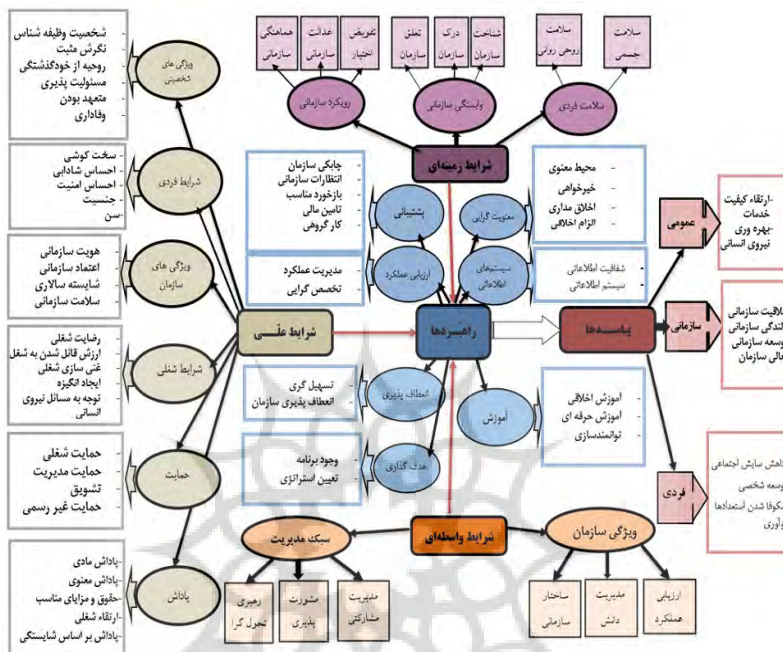 سلامت
جسمی
سلامت
روحی روانی
شناخت
سازمان
درک
سازمان
تعلق
سازمان
تفویض
اختیار
عدالت
سازمانی
هماهنگی
سازمانی
سلامت فردی
وابستگی سازمانی
رویکرد سازمانی
شرایط زمینه‌ای
ویژگی های
شخصیتی
شخصیت وظیفه شناس -
نگرش مثبت -
روحیه از خودگذشتگی -
مسئولیت پذیری -
متعهد بودن -
وفاداری -
شرایط فردی
سخت کوشی -
احساس شادابی -
احساس امنیت -
جنسیت -
سن -
ویژگی های
سازمان
هویت سازمانی -
اعتماد سازمانی -
شایسته سالاری -
سلامت سازمانی -
شرایط شغلی
رضایت شغلی -
ارزش قائل شدن به شغل -
غنی سازی شغلی -
ایجاد انگیزه -
توجه به مسائل نیروی -
انسانی
حمایت
حمایت شغلی -
حمایت مدیریت -
تشویق -
حمایت غیر رسمی -
پاداش
پاداش مادی -
پاداش معنوی -
حقوق و مزایای مناسب -
ارتقاء شغلی -
پاداش بر اساس شایستگی -
شرایط علّی
راهبردها
پیامدها
معنویت گرایی
محیط معنوی -
خیرخواهی -
اخلاق مداری -
الزام اخلاقی -
پشتیبانی
چابکی سازمان -
انتظارات سازمانی -
بازخورد مناسب -
تامین مالی -
کار گروهی -
سیستم‌های
اطلاعاتی
شفافیت اطلاعاتی -
سیستم اطلاعاتی -
ارزیابی عملکرد
مدیریت عملکرد -
تخصص گرایی -
آموزش
آموزش اخلاقی -
آموزش حرفه ای -
توانمندسازی -
انعطاف پذیری
تسهیل گری -
انعطاف پذیری سازمان -
هدف گذاری
وجود برنامه -
تعیین استراتژی -
عمومی
ارتقاء کیفیت -
خدمات
بهره وری -
نیروی انسانی
سازمانی
سازمانی
سازمانی
سازمانی
سازمان
فردی
سایش اجتماعی
شخصی
شدن استعدادها
شرایط واسطه‌ای
ویژگی سازمان
ارزیابی
عملکرد
مدیریت
دانش
ساختار
سازمانی
سبک مدیریت
مدیریت
مشارکتی
مشورت
پذیری
رهبری
تحول گرا